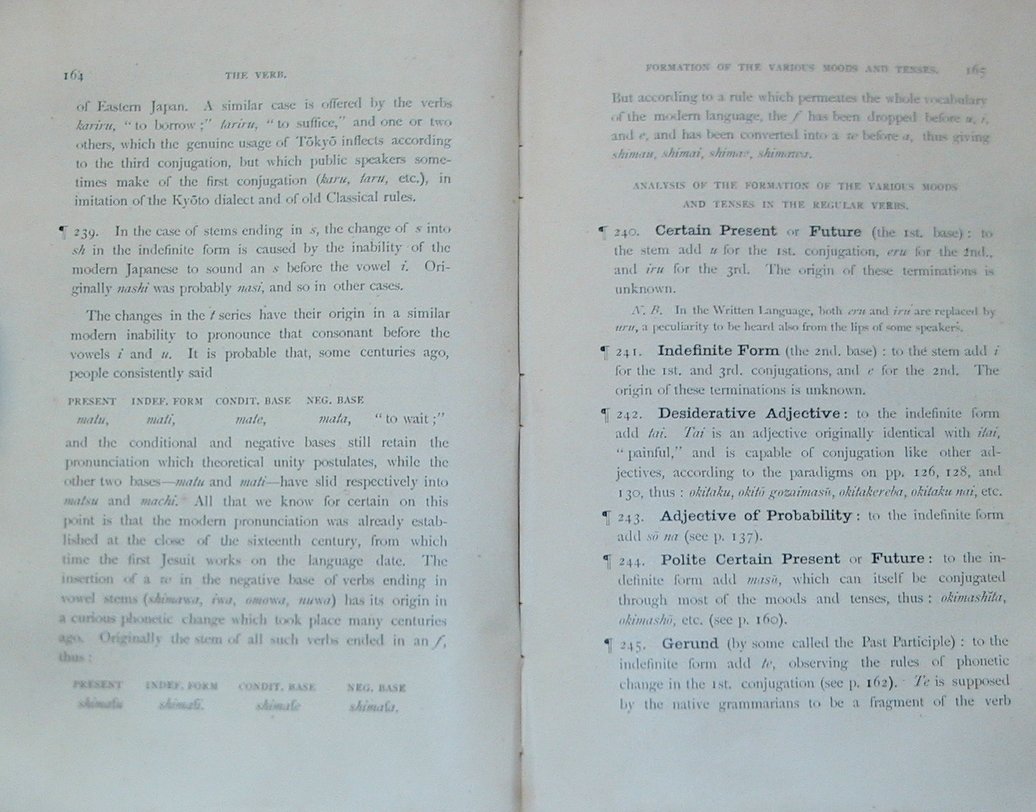 164 THE VERB.
of Eastern Japan. A similar case is offered by the verbs
kariru, "to borrow;" tariru, "to suffice," and one or two
others, which the genuine usage of Tōkyō inflects according
to the third conjugation, but which public speakers some-
times make of the first conjugation (karu, taru, etc.), in
imitation of the Kyōto dialect and of old Classical rules.
¶ 239. In the case of stems ending in s, the change of s into
sh in the indefinite form is caused by the inability of the
modern Japanese to sound an s before the vowel i. Ori-
ginally nashi was probably nasi, and so in other cases.
The changes in the t series have their origin in a similar
modern inability to pronounce that consonant before the
vowels i and u. It is probable that, some centuries ago,
people consistently said
PRESENT INDEF. FORM CONDIT. BASE NEG. BASE
matu, mati, mate, mata, "to wait;"
and the conditional and negative bases still retain the
pronunciation which theoretical unity postulates, while the
other two bases—matu and mati—have slid respectively into
matsu and machi. All that we know for certain on this
point is that the modern pronunciation was already estab-
lished at the close of the sixteenth century, from which
time the first Jesuit works on the language date. The
insertion of a w in the negative base of verbs ending in
vowel stems (shimawa, iwa, omowa, nuwa) has its origin in
a curious phonetic change which took place many centuries
ago. Originally the stem of all such verbs ended in an f,
thus:
PRESENT INDEF. FORM CONDIT. BASE NEG. BASE
shimafu shimafi. shimafe shimafa.
FORMATION OF THE VARIOUS MOODS AND TENSES. 165
But according to a rule which permeates the whole vocabulary
of the modern language, the f has been dropped before u, i,
and e, and has been converted into a w before a, thus giving
shimau, shimai, shimae, shimawa.
ANALYSIS OF THE FORMATION OF THE VARIOUS MOODS
AND TENSES IN THE REGULAR VERBS.
¶ 240. Certain Present or Future (the 1st. base): to
the stem add u for the 1st. conjugation, eru for the 2nd.,
and iru for the 3rd. The origin of these terminations is
unknown.
N. B. In the Written Language, both eru and iru are replaced by
uru, a peculiarity to be heard also from the lips of some speakers.
¶ 241. Indefinite Form (the 2nd. base): to the stem add i
for the 1st. and 3rd. conjugations, and e for the 2nd. The
origin of these terminations is unknown.
¶ 242. Desiderative Adjective: to the indefinite form
add tai. Tai is an adjective originally identical with itai,
"painful," and is capable of conjugation like other ad-
jectives, according to the paradigms on pp. 126, 128, and
130, thus: okitaku, okitō gozaimasŭ, okitakereba, okitaku nai, etc.
¶ 243. Adjective of Probability: to the indefinite form
add sō na (see p. 137).
¶ 244. Polite Certain Present or Future: to the in-
definite form add masŭ, which can itself be conjugated
through most of the moods and tenses, thus: okimashĭta,
okimashō, etc. (see p. 160).
¶ 245. Gerund (by some called the Past Participle): to the
indefinite form add te, observing the rules of phonetic
change in the 1st. conjugation (see p. 162). Te is supposed
by the native grammarians to be a fragment of the verb